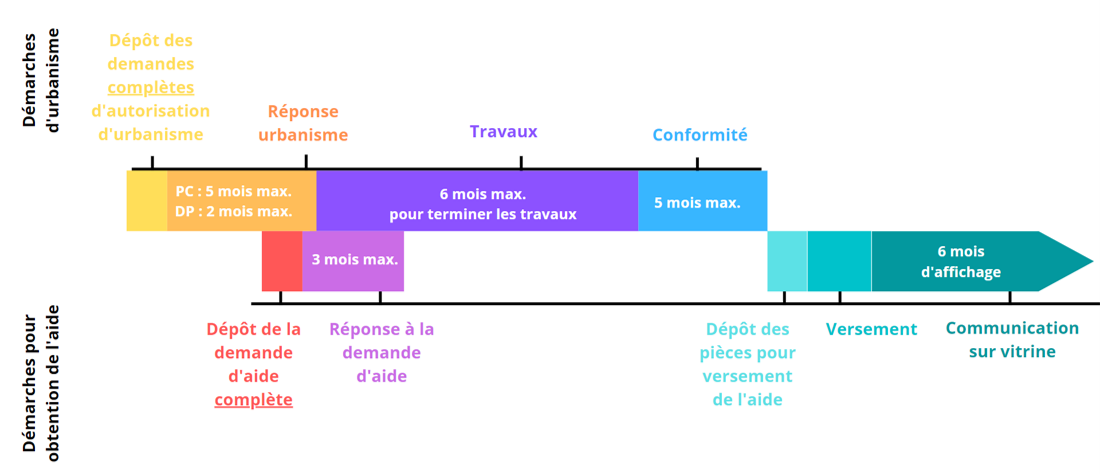 Démarches
d'urbanisme
Dépôt des
demandes
complètes
d'autorisation
d'urbanisme
Réponse
urbanisme
Travaux
Conformité
PC : 5 mois max.
DP : 2 mois max.
6 mois max.
pour terminer les travaux
5 mois max.
3 mois max.
6 mois
d'affichage
Démarches pour
obtention de l'aide
Dépôt de la
demande
d'aide
complète
Réponse à la
demande
d'aide
Dépôt des
pièces pour
versement
de l'aide
Versement
Communication
sur vitrine